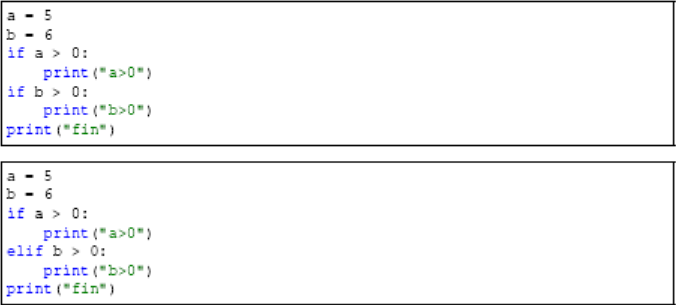 a = 5
b = 6
if a > 0:
    print("a>0")
if b > 0:
    print("b>0")
print("fin")
a = 5
b = 6
if a > 0:
    print("a>0")
elif b > 0:
    print("b>0")
print("fin")